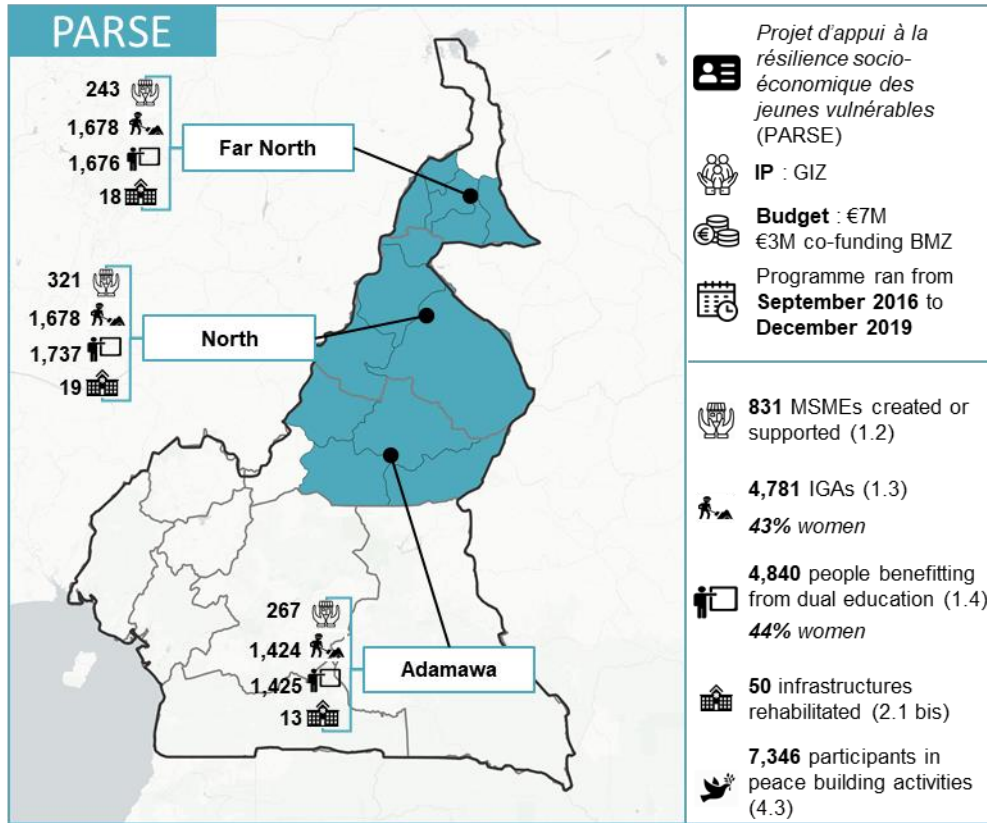 PARSE
243
1,678
1,676
18
Far North
321
1,678
1,737
19
North
267
1,424
1,425
13
Adamawa
Projet d'appui à la
résilience socio-
économique des
jeunes vulnérables
(PARSE)
IP : GIZ
Budget : €7M
€3M co-funding BMZ
Programme ran from
September 2016 to
December 2019
831 MSMEs created or
supported (1.2)
4,781 IGAs (1.3)
43% women
4,840 people benefitting
from dual education (1.4)
44% women
50 infrastructures
rehabilitated (2.1 bis)
7,346 participants in
peace building activities
(4.3)